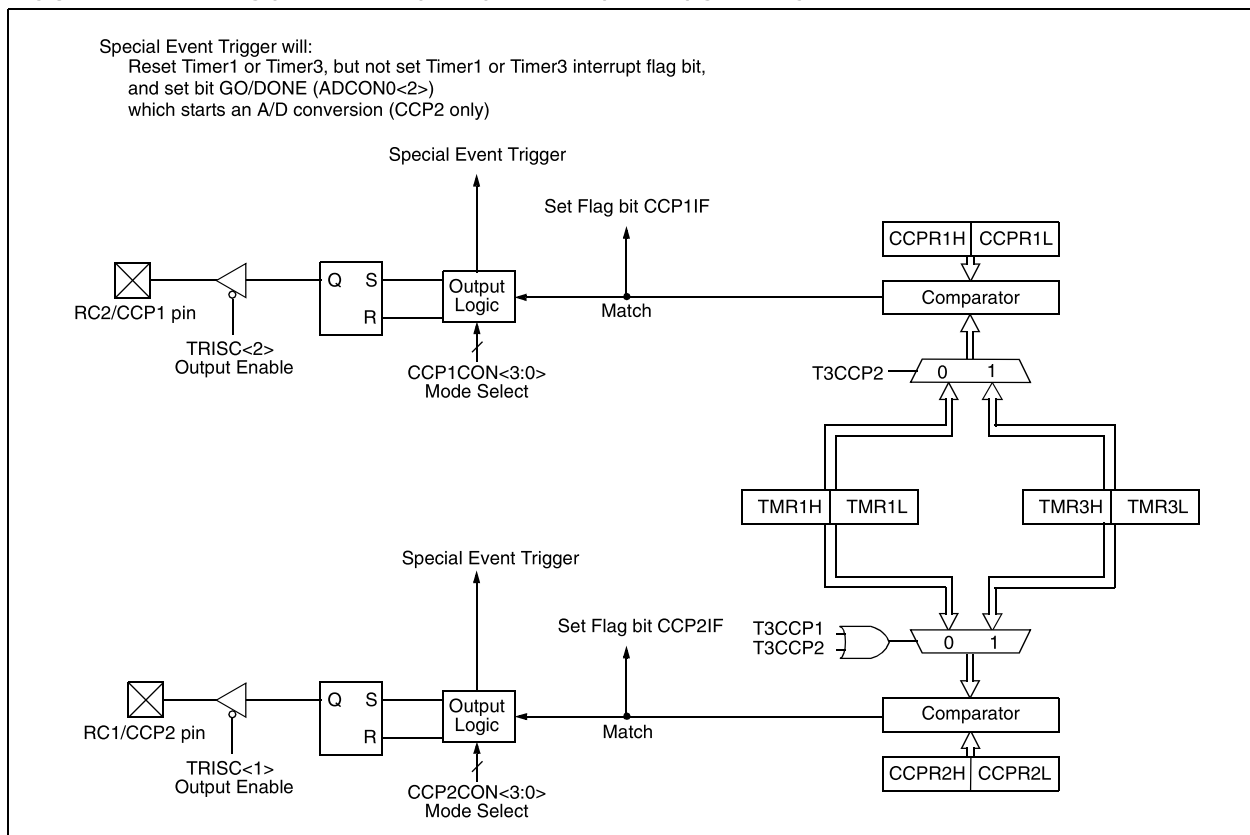 Special Event Trigger will:
Reset Timer1 or Timer3, but not set Timer1 or Timer3 interrupt flag bit,
and set bit GO/DONE (ADCON0<2>)
which starts an A/D conversion (CCP2 only)
Special Event Trigger
Set Flag bit CCP1IF
CCPR1H CCPR1L
Q S
R
Output
Logic
Comparator
Match
RC2/CCP1 pin
TRISC<2>
Output Enable
CCP1CON<3:0>
Mode Select
T3CCP2
0 1
TMR1H TMR1L
TMR3H TMR3L
Special Event Trigger
Set Flag bit CCP2IF
T3CCP1
T3CCP2
0 1
Q S
R
Output
Logic
Comparator
Match
RC1/CCP2 pin
TRISC<1>
Output Enable
CCP2CON<3:0>
Mode Select
CCPR2H CCPR2L